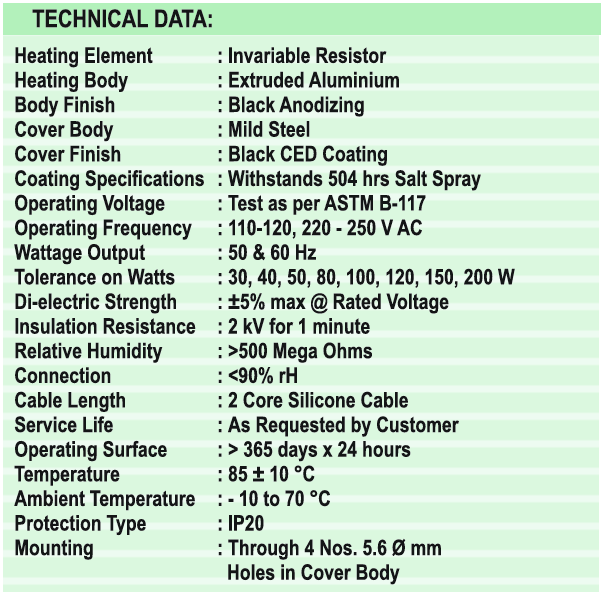 TECHNICAL DATA:
Heating Element : Invariable Resistor
Heating Body : Extruded Aluminium
Body Finish : Black Anodizing
Cover Body : Mild Steel
Cover Finish : Black CED Coating
Coating Specifications : Withstands 504 hrs Salt Spray
Operating Voltage : Test as per ASTM B-117
Operating Frequency : 110-120, 220 - 250 V AC
Wattage Output : 50 & 60 Hz
Tolerance on Watts : 30, 40, 50, 80, 100, 120, 150, 200 W
Di-electric Strength : ±5% max @ Rated Voltage
Insulation Resistance : 2 kV for 1 minute
Relative Humidity : >500 Mega Ohms
Connection : <90% rH
Cable Length : 2 Core Silicone Cable
Service Life : As Requested by Customer
Operating Surface : > 365 days x 24 hours
Temperature : 85 ± 10 °C
Ambient Temperature : - 10 to 70 °C
Protection Type : IP20
Mounting : Through 4 Nos. 5.6 Ø mm
Holes in Cover Body